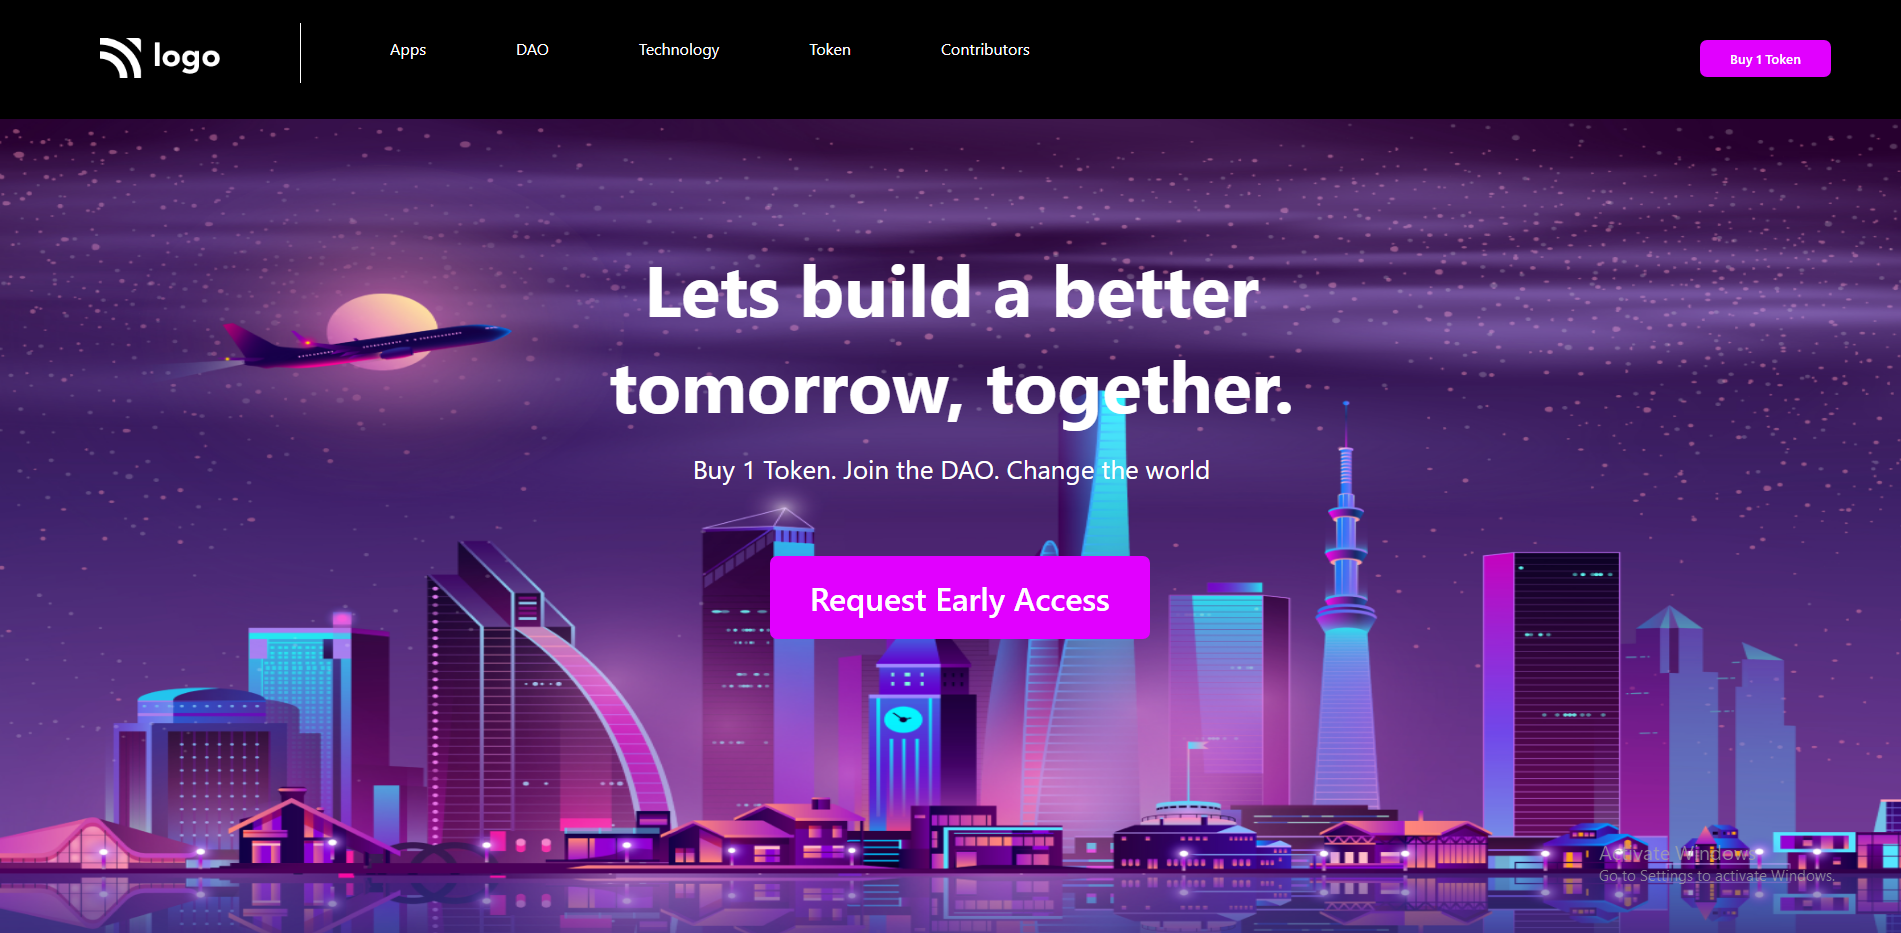 logo
Apps
DAO
Technology
Token
Contributors
Buy 1 Token
Lets build a better
tomorrow, together.
Buy 1 Token. Join the DAO. Change the world
Request Early Access
Activate Windows
Go to Settings to activate Windows.